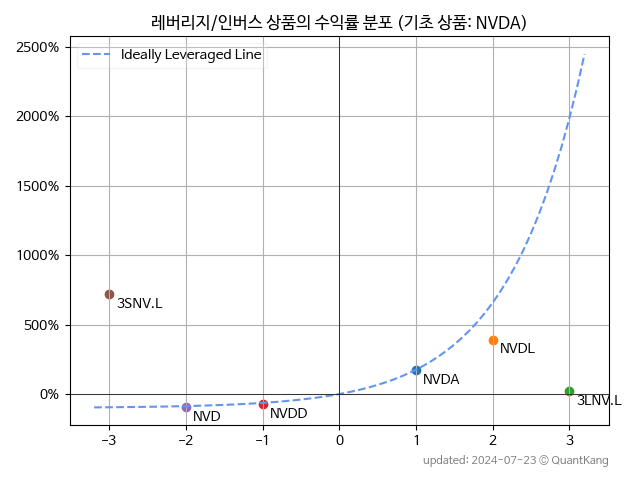 레버리지/인버스 상품의 수익률 분포 (기초 상품: NVDA)
Ideally Leveraged Line
2500%
2000%
1500%
1000%
500%
0%
3SNV.L
NVD
NVDD
NVDA
NVDL
3LNV.L
−3 −2 −1 0 1 2 3
updated: 2024-07-23 © QuantKang